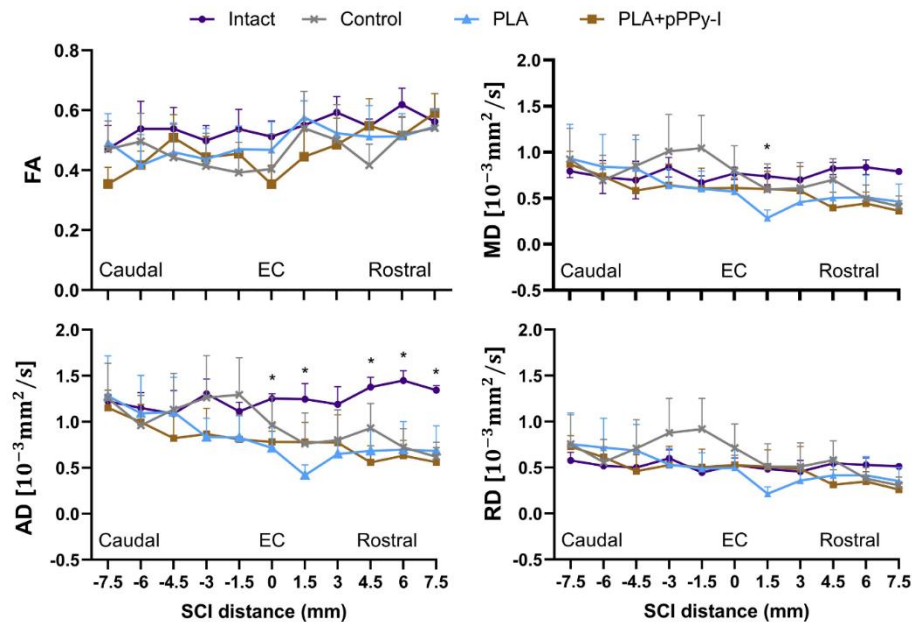 Intact Control PLA PLA+pPPy-I
0.8
0.6
0.4
0.2
0.0
FA
Caudal EC Rostral
2.0
1.5
1.0
0.5
0.0
-0.5
MD [10⁻³mm²/s]
*
Caudal EC Rostral
2.0
1.5
1.0
0.5
0.0
-0.5
AD [10⁻³mm²/s]
* * * * *
Caudal EC Rostral
-7.5 -6 -4.5 -3 -1.5 0 1.5 3 4.5 6 7.5
SCI distance (mm)
2.0
1.5
1.0
0.5
0.0
-0.5
RD [10⁻³mm²/s]
Caudal EC Rostral
-7.5 -6 -4.5 -3 -1.5 0 1.5 3 4.5 6 7.5
SCI distance (mm)